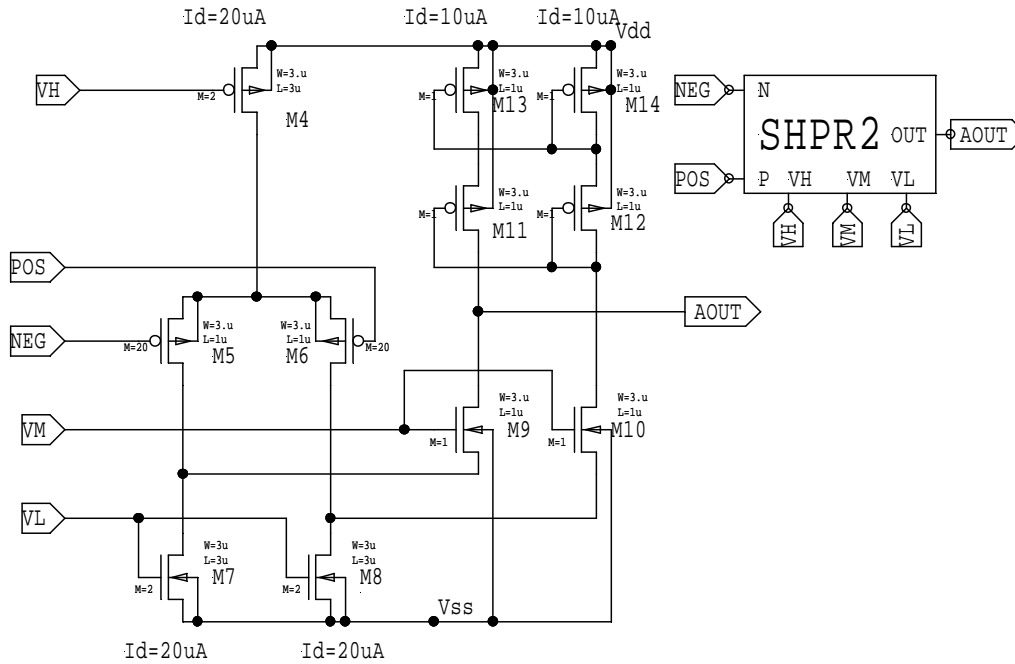 Id=20uA
Id=10uA
Id=10uA
Vdd
VH
M=2
W=3.u
L=3u
M4
M=1
W=3.u
L=1u
M13
M=1
W=3.u
L=1u
M14
NEG
N
SHPR2
OUT
AOUT
POS
P
VH
VM
VL
VH
VM
VL
M=1
W=3.u
L=1u
M11
M=1
W=3.u
L=1u
M12
POS
AOUT
NEG
M=20
W=3.u
L=1u
M5
W=3.u
L=1u
M6
M=20
VM
M=1
W=3.u
L=1u
M9
M=1
W=3.u
L=1u
M10
VL
M=2
W=3u
L=3u
M7
M=2
W=3u
L=3u
M8
Vss
Id=20uA
Id=20uA